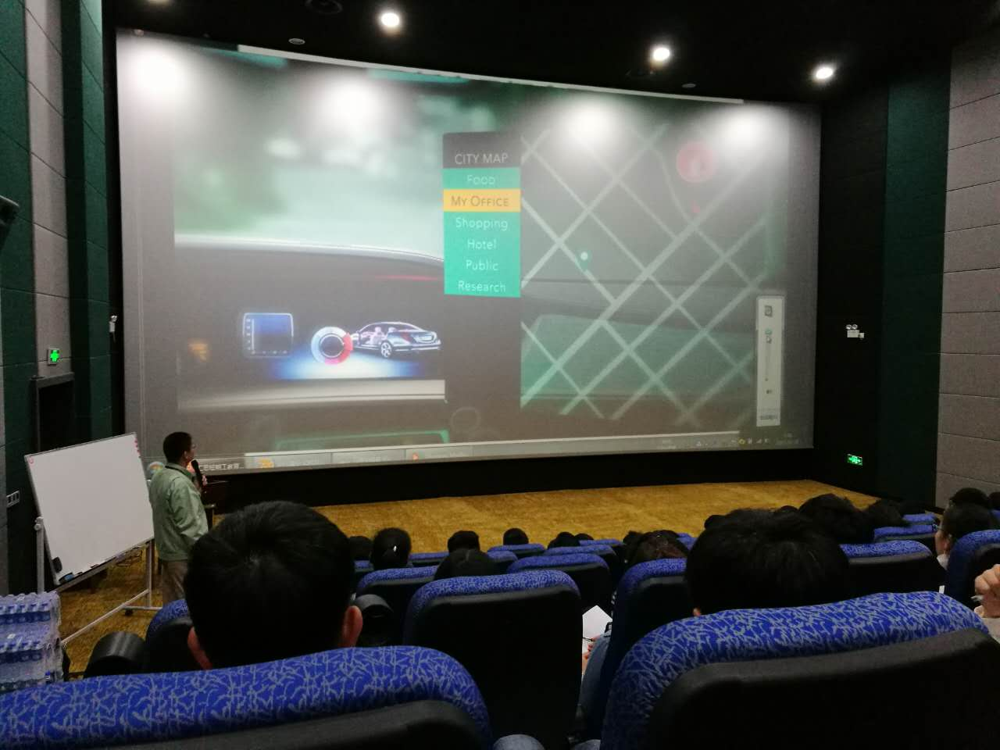 CITY MAP
FOOD
MY OFFICE
Shopping
Hotel
Public
Research